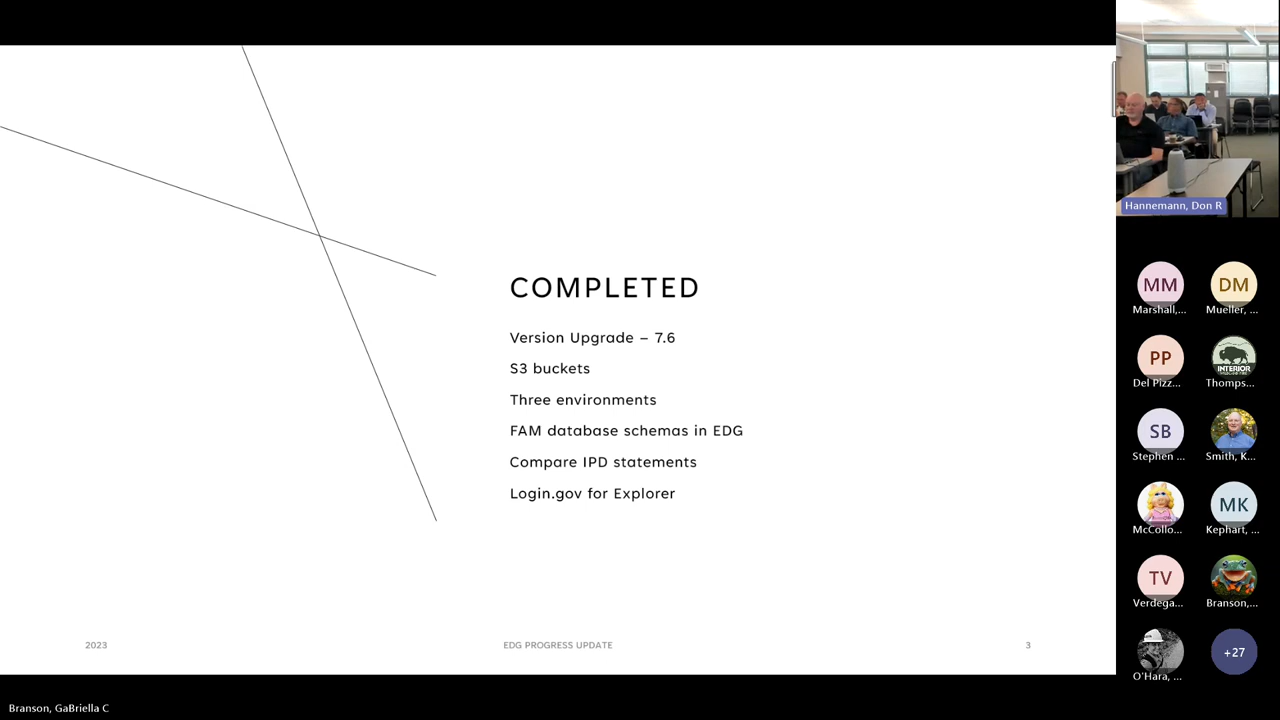 COMPLETED
Version Upgrade – 7.6
S3 buckets
Three environments
FAM database schemas in EDG
Compare IPD statements
Login.gov for Explorer
2023
EDG PROGRESS UPDATE
3
Branson, GaBriella C
Hannemann, Don R
MM
Marshall,...
DM
Mueller, ...
PP
Del Pizz...
INTERIOR
Thomps...
SB
Stephen ...
Smith, K...
McCollo...
MK
Kephart, ...
TV
Verdega...
Branson,...
O'Hara, ...
+27